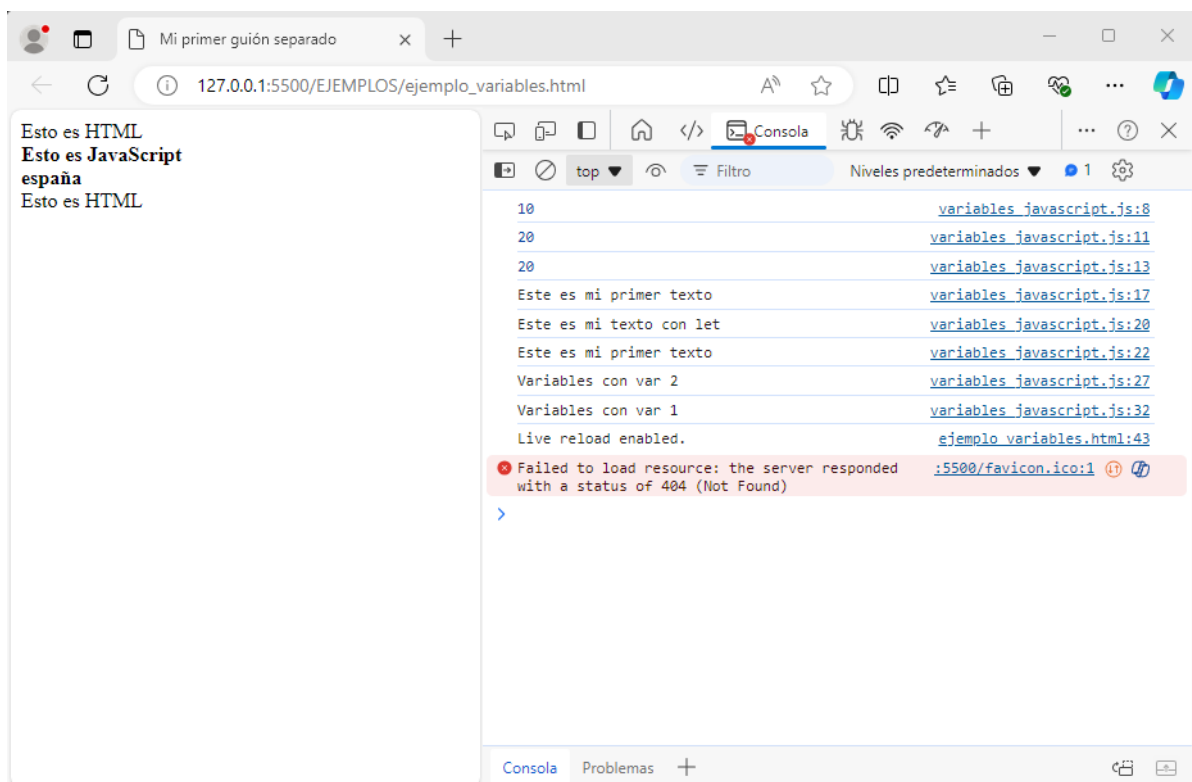 Mi primer guión separado
127.0.0.1:5500/EJEMPLOS/ejemplo_variables.html
Esto es HTML
Esto es JavaScript
españa
Esto es HTML
Consola
top
Filtro
Niveles predeterminados
1
10 variables_javascript.js:8
20 variables_javascript.js:11
20 variables_javascript.js:13
Este es mi primer texto variables_javascript.js:17
Este es mi texto con let variables_javascript.js:20
Este es mi primer texto variables_javascript.js:22
Variables con var 2 variables_javascript.js:27
Variables con var 1 variables_javascript.js:32
Live reload enabled. ejemplo_variables.html:43
Failed to load resource: the server responded :5500/favicon.ico:1
with a status of 404 (Not Found)
Consola Problemas